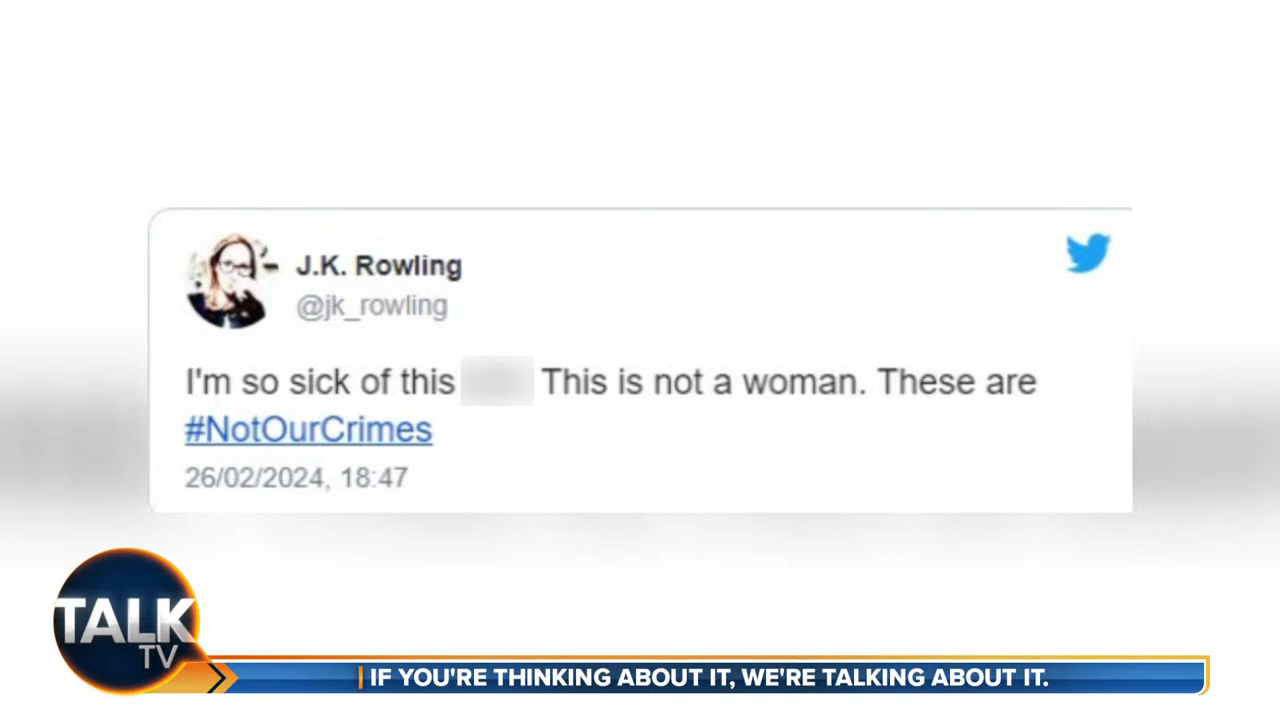 J.K. Rowling
@jk_rowling
I'm so sick of this This is not a woman. These are
#NotOurCrimes
26/02/2024, 18:47
TALK
TV
IF YOU'RE THINKING ABOUT IT, WE'RE TALKING ABOUT IT.